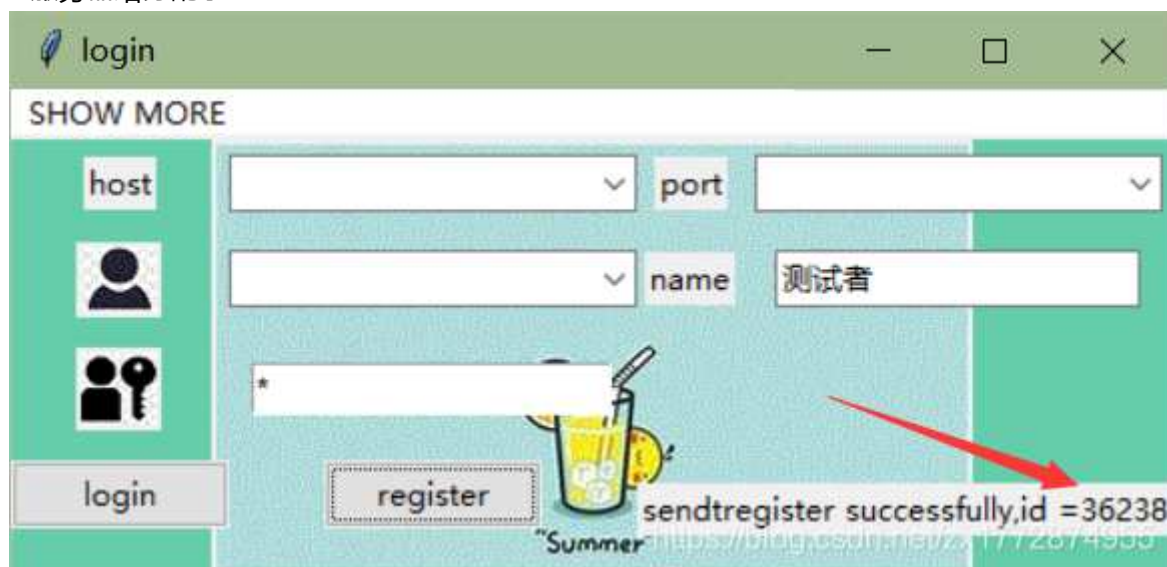 login
SHOW MORE
host port
name 测试者
*
login register
sendtregister successfully,id =36238
"Summer